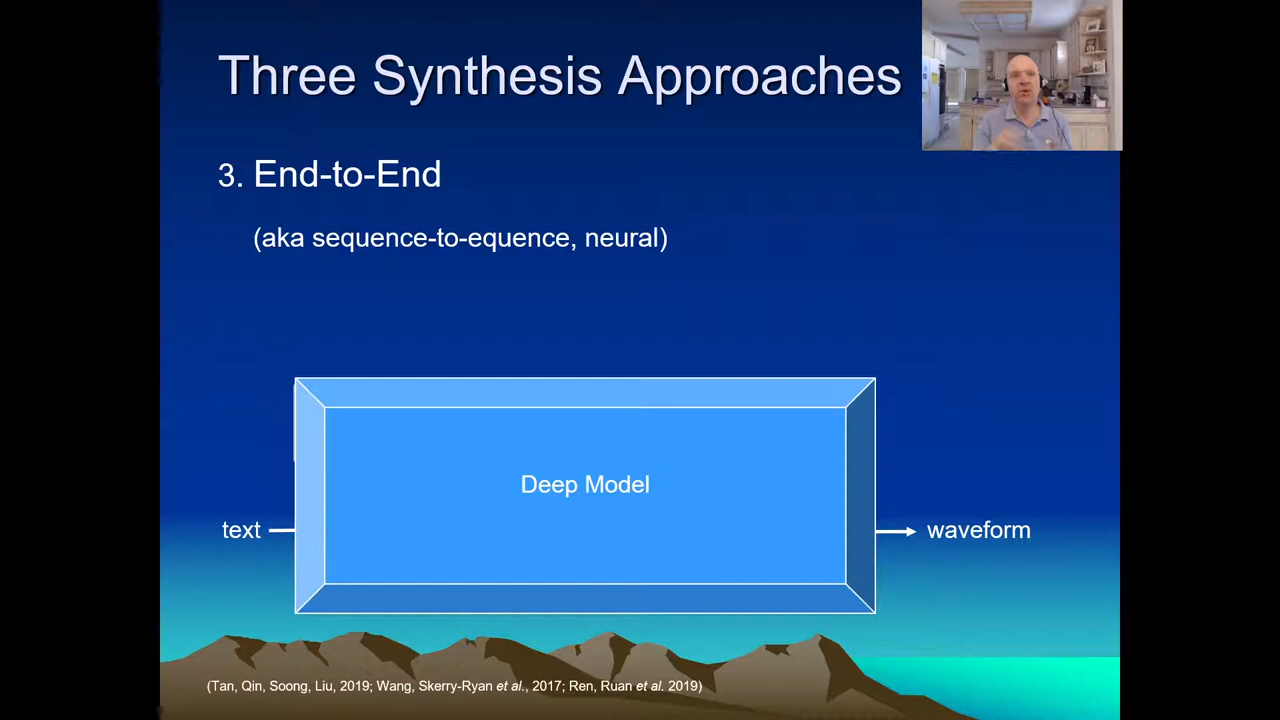 Three Synthesis Approaches
3. End-to-End
(aka sequence-to-equence, neural)
Deep Model
text
waveform
(Tan, Qin, Soong, Liu, 2019; Wang, Skerry-Ryan et al., 2017; Ren, Ruan et al. 2019)